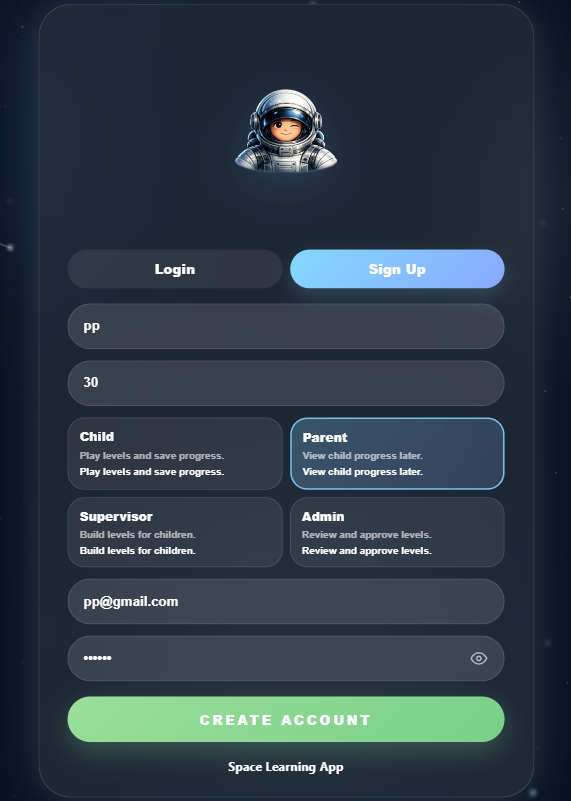 Login
Sign Up
pp
30
Child
Play levels and save progress.
Play levels and save progress.
Parent
View child progress later.
View child progress later.
Supervisor
Build levels for children.
Build levels for children.
Admin
Review and approve levels.
Review and approve levels.
pp@gmail.com
••••••
CREATE ACCOUNT
Space Learning App